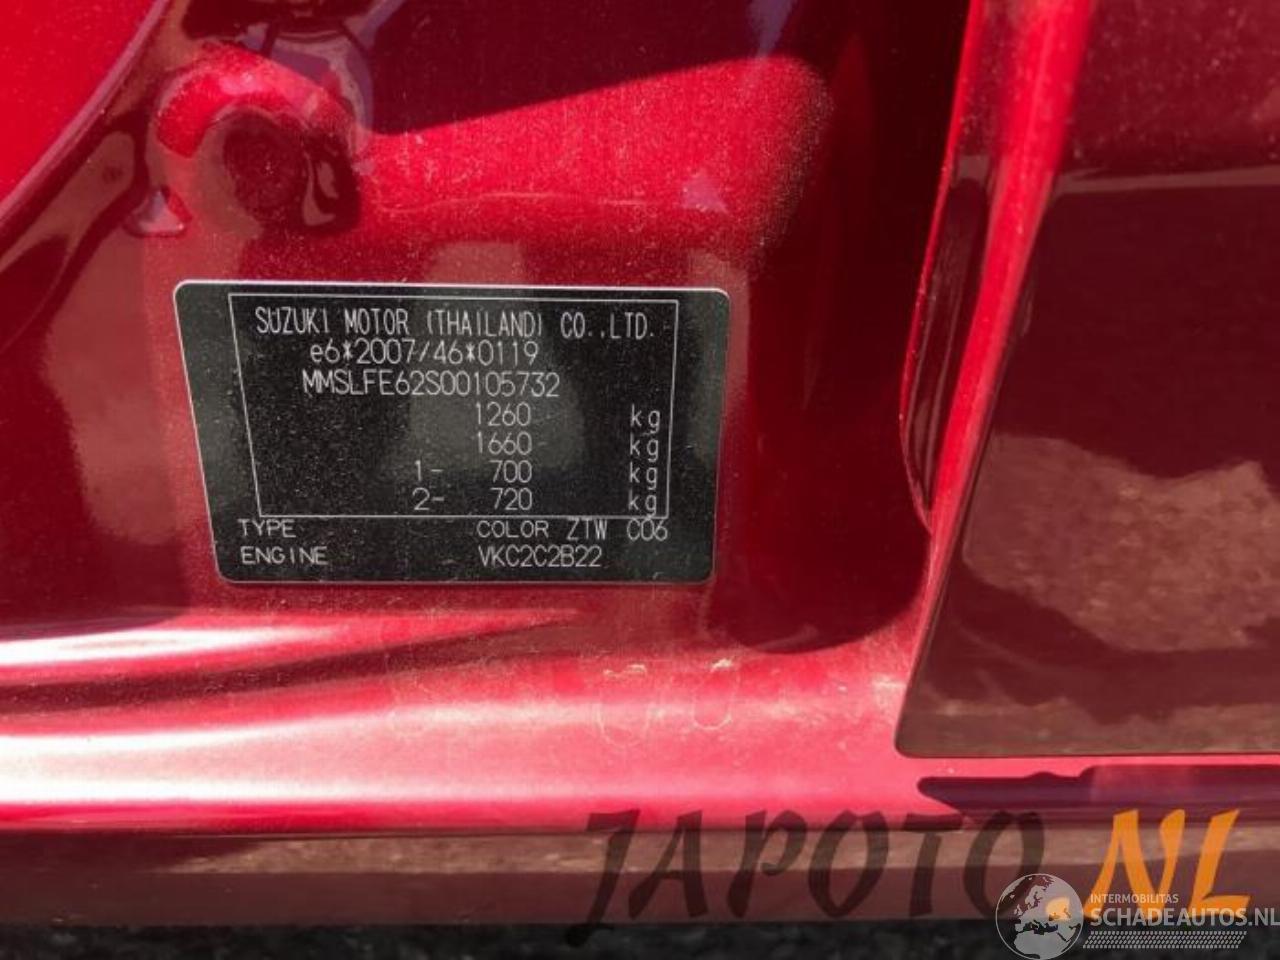 SUZUKI MOTOR (THAILAND) CO.,LTD.
e6*2007/46*0119
MMSLFE62S00105732
1260 kg
1660 kg
1- 700 kg
2- 720 kg
TYPE COLOR ZTW C06
ENGINE VKC2C2B22
JAPOTO.NL
INTERMOBILITAS
SCHADEAUTOS.NL